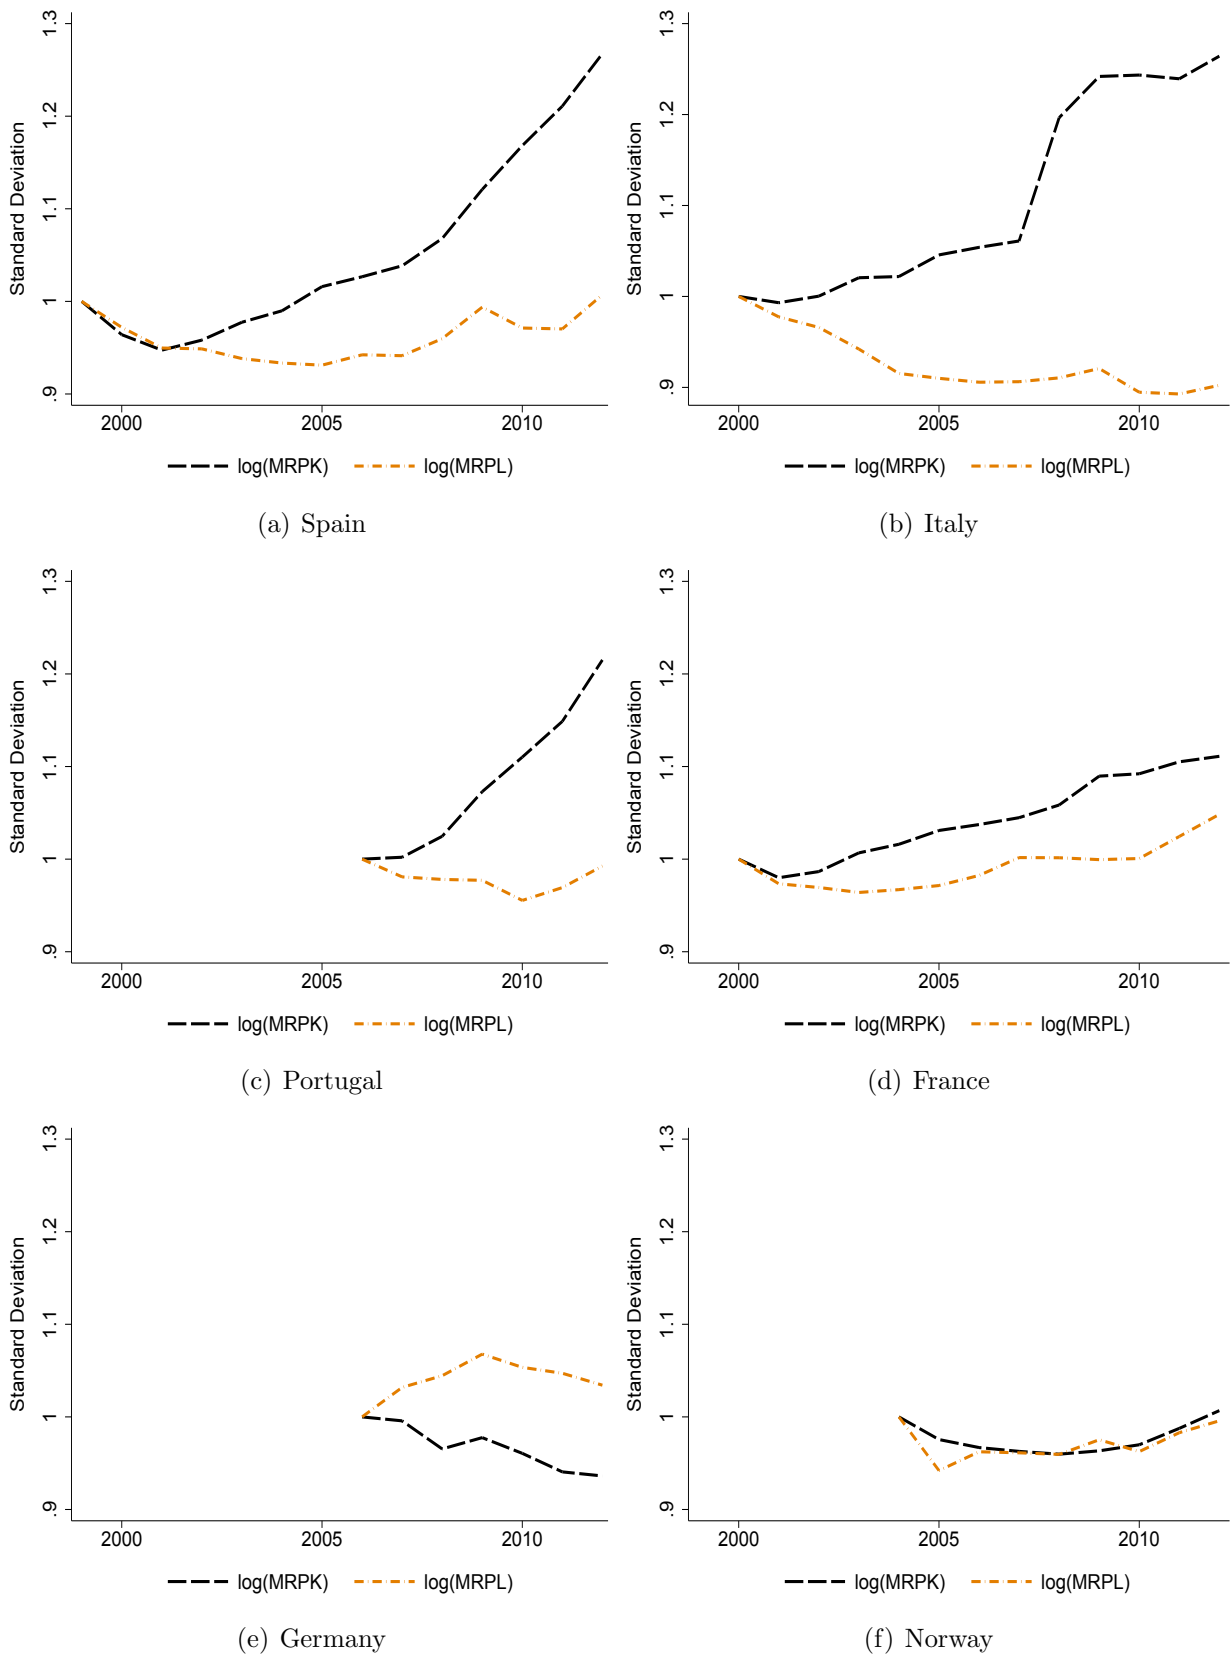 Standard Deviation
1.3
1.2
1.1
1
.9
2000 2005 2010
log(MRPK) log(MRPL)
(a) Spain
Standard Deviation
1.3
1.2
1.1
1
.9
2000 2005 2010
log(MRPK) log(MRPL)
(b) Italy
Standard Deviation
1.3
1.2
1.1
1
.9
2000 2005 2010
log(MRPK) log(MRPL)
(c) Portugal
Standard Deviation
1.3
1.2
1.1
1
.9
2000 2005 2010
log(MRPK) log(MRPL)
(d) France
Standard Deviation
1.3
1.2
1.1
1
.9
2000 2005 2010
log(MRPK) log(MRPL)
(e) Germany
Standard Deviation
1.3
1.2
1.1
1
.9
2000 2005 2010
log(MRPK) log(MRPL)
(f) Norway